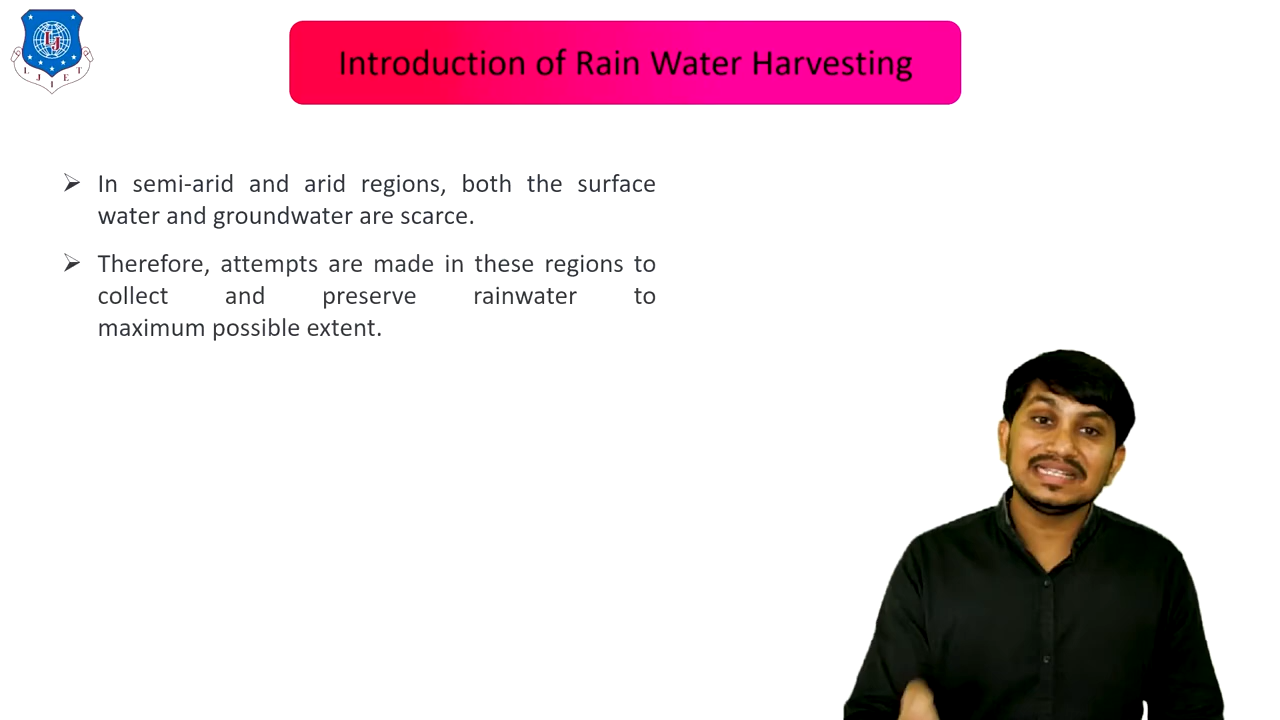 L J I E T
Introduction of Rain Water Harvesting
In semi-arid and arid regions, both the surface
water and groundwater are scarce.
Therefore, attempts are made in these regions to
collect and preserve rainwater to
maximum possible extent.